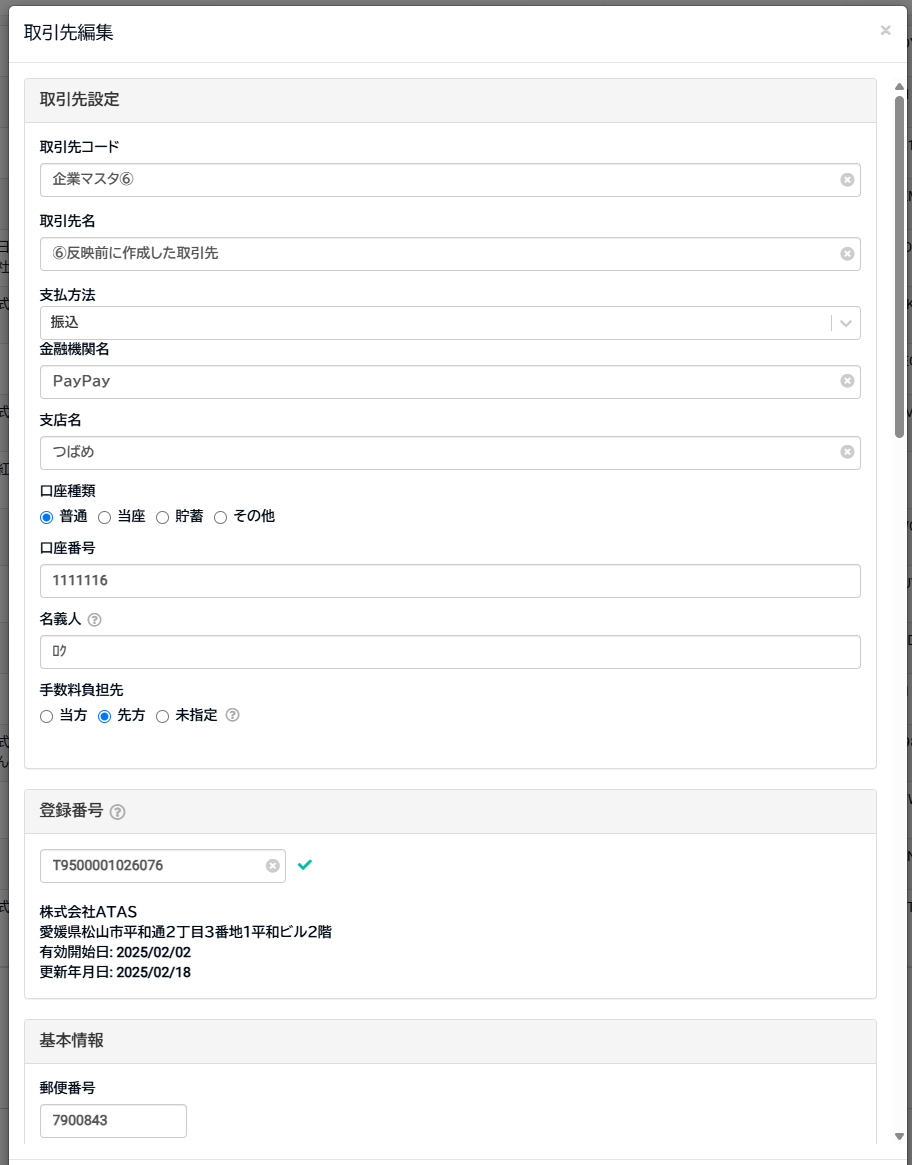 取引先編集
×
取引先設定
取引先コード
企業マスタ⑥
取引先名
⑥反映前に作成した取引先
支払方法
振込
金融機関名
PayPay
支店名
つばめ
口座種類
普通 当座 貯蓄 その他
口座番号
1111116
名義人 ?
ﾛｸ
手数料負担先
当方 先方 未指定 ?
登録番号 ?
T9500001026076
株式会社ATAS
愛媛県松山市平和通2丁目3番地1平和ビル2階
有効開始日: 2025/02/02
更新年月日: 2025/02/18
基本情報
郵便番号
7900843